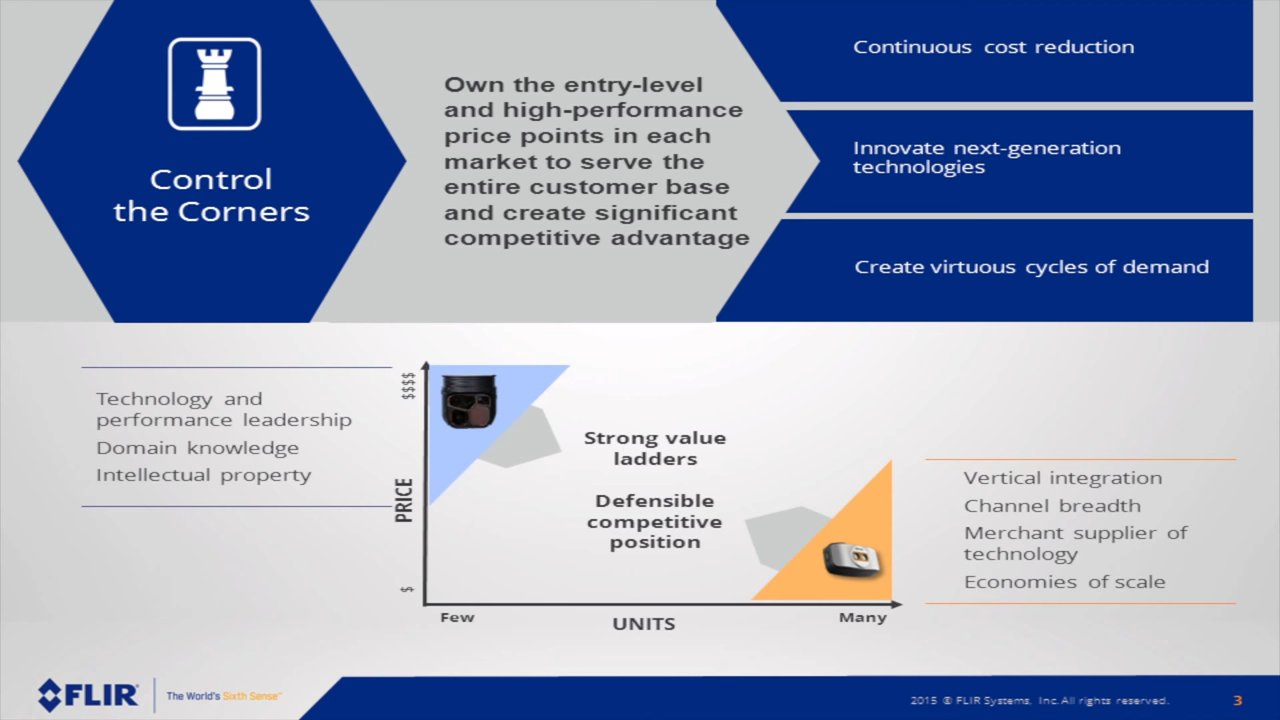 Control
the Corners
Own the entry-level
and high-performance
price points in each
market to serve the
entire customer base
and create significant
competitive advantage
Continuous cost reduction
Innovate next-generation
technologies
Create virtuous cycles of demand
Technology and
performance leadership
Domain knowledge
Intellectual property
$$$$
PRICE
$
Strong value
ladders
Defensible
competitive
position
Few
UNITS
Many
Vertical integration
Channel breadth
Merchant supplier of
technology
Economies of scale
FLIR
The World's Sixth Sense™
2015 © FLIR Systems, Inc. All rights reserved.
3